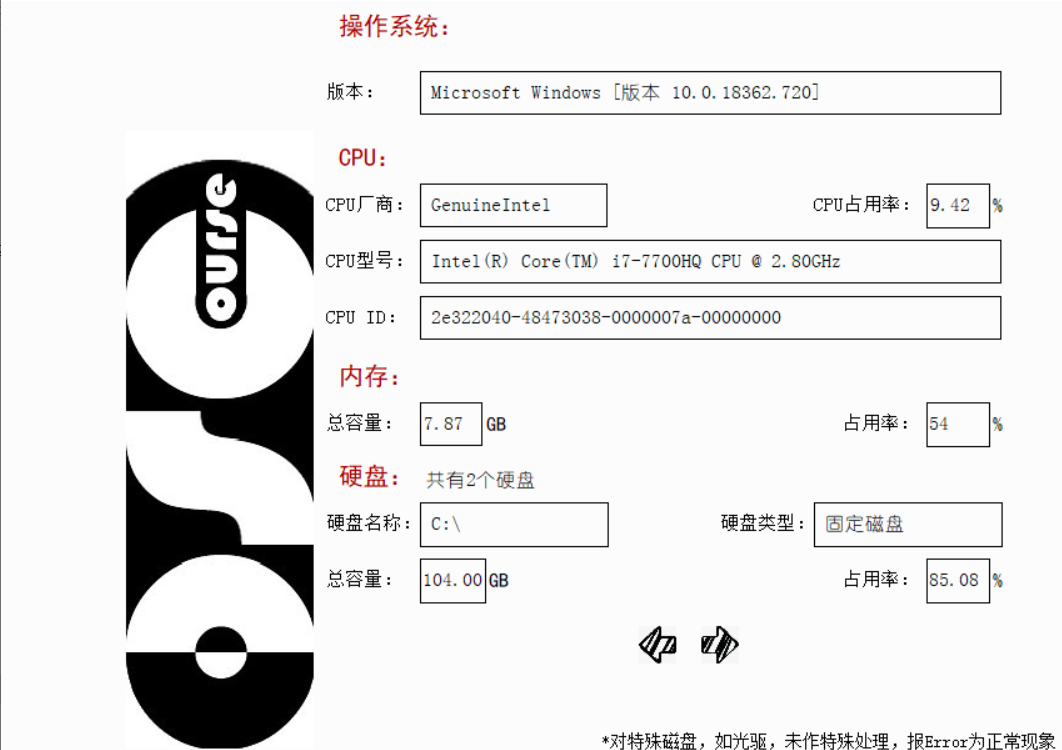 操作系统：
版本： Microsoft Windows [版本 10.0.18362.720]
CPU：
CPU厂商： GenuineIntel CPU占用率： 9.42 %
CPU型号： Intel(R) Core(TM) i7-7700HQ CPU @ 2.80GHz
CPU ID： 2e322040-48473038-0000007a-00000000
内存：
总容量： 7.87 GB 占用率： 54 %
硬盘： 共有2个硬盘
硬盘名称： C:\ 硬盘类型： 固定磁盘
总容量： 104.00 GB 占用率： 85.08 %
*对特殊磁盘，如光驱，未作特殊处理，报Error为正常现象
ourse